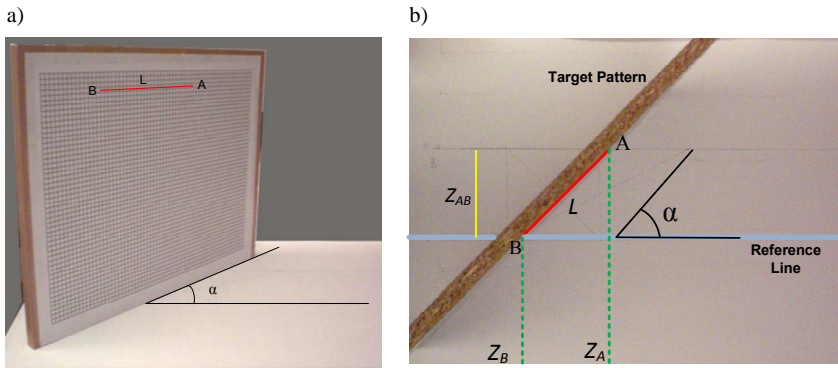 a)
L
B
A
α
b)
Target Pattern
A
Z_AB
L
α
B
Reference
Line
Z_B
Z_A